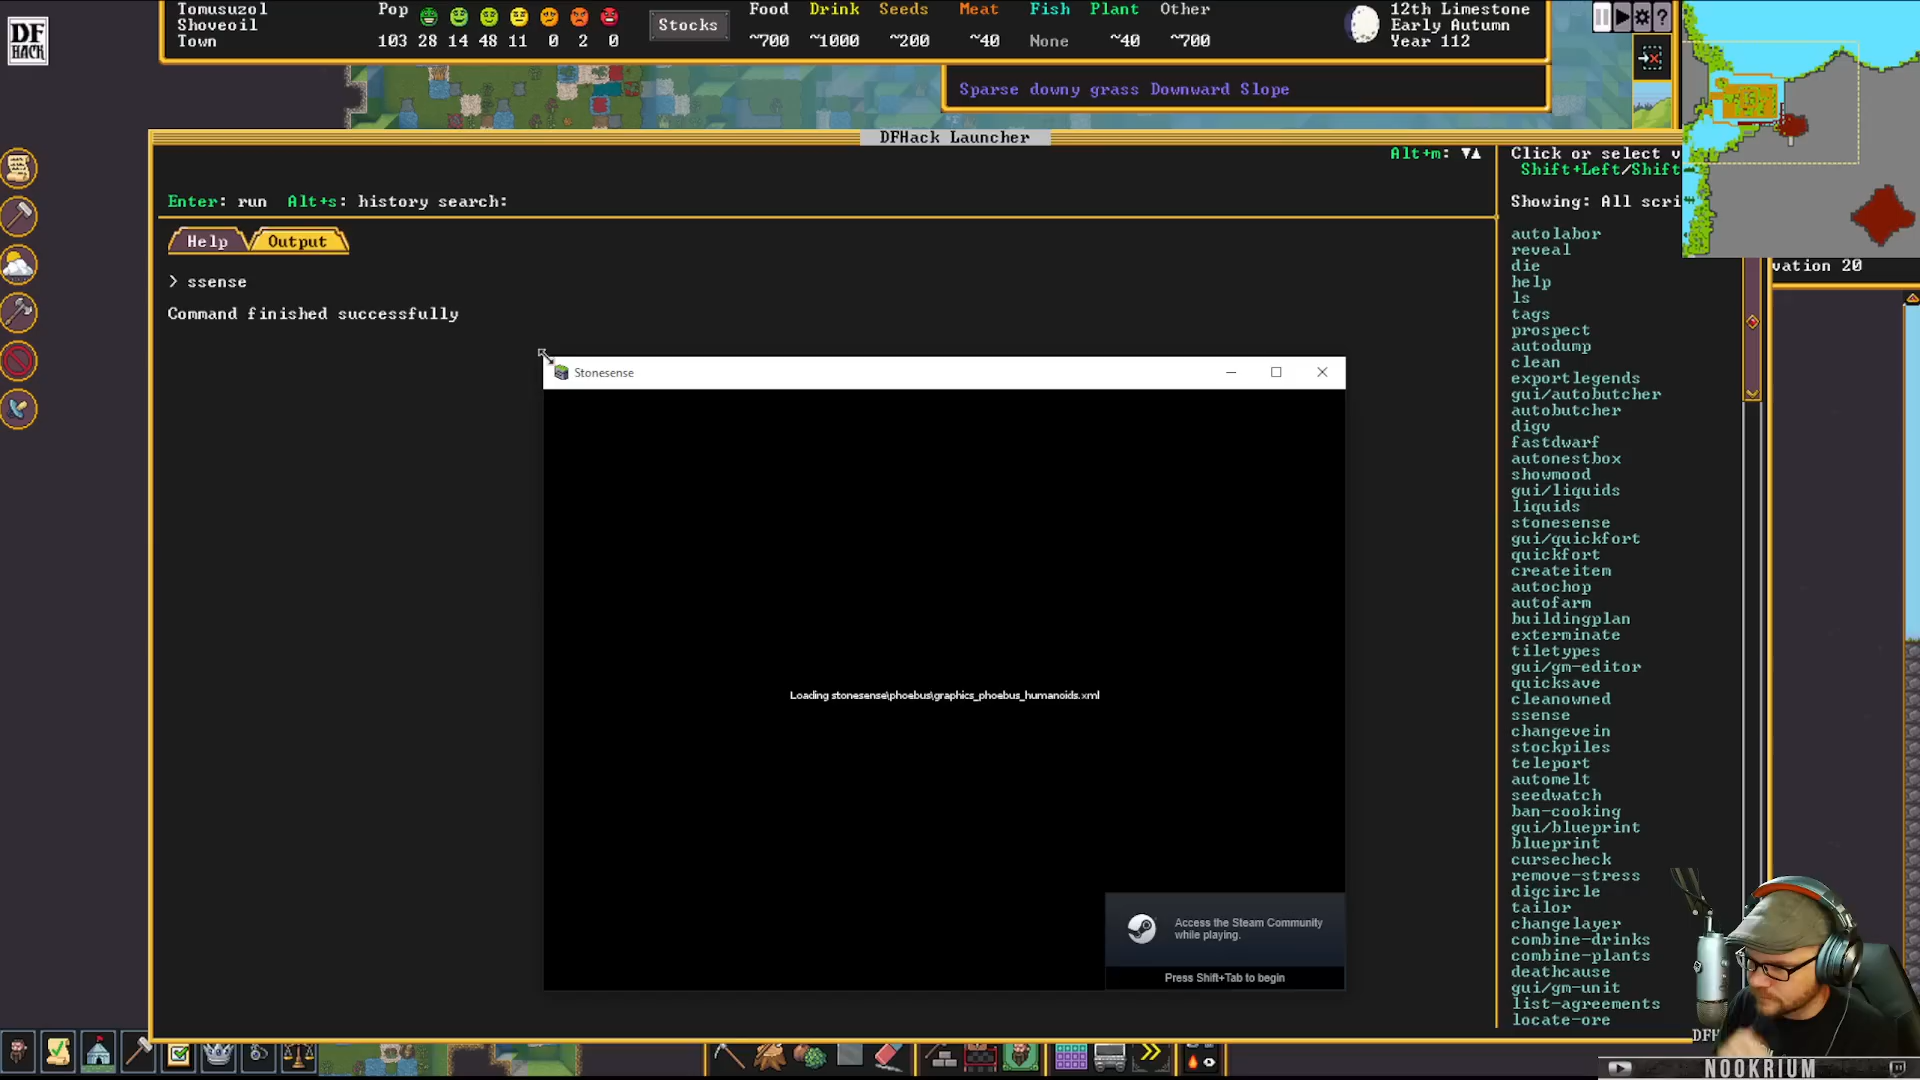 DF
HACK
Tomusuzol
Shoveoil
Town
Pop
103 28 14 48 11 0 2 0
Stocks
Food Drink Seeds Meat Fish Plant Other
~700 ~1000 ~200 ~40 None ~40 ~700
12th Limestone
Early Autumn
Year 112
?
Sparse downy grass Downward Slope
DFHack Launcher
Alt+m:
Enter: run Alt+s: history search:
Help
Output
> ssense
Command finished successfully
Stonesense
Loading stonesense\phoebus\graphics_phoebus_humanoids.xml
Access the Steam Community
while playing.
Press Shift+Tab to begin
Click or select
Shift+Left/Shift
Showing: All scri
vation 20
autolabor
reveal
die
help
ls
tags
prospect
autodump
clean
exportlegends
gui/autobutcher
autobutcher
digv
fastdwarf
autonestbox
showmood
gui/liquids
liquids
stonesense
gui/quickfort
quickfort
createitem
autochop
autofarm
buildingplan
exterminate
tiletypes
gui/gm-editor
quicksave
cleanowned
ssense
changevein
stockpiles
teleport
automelt
seedwatch
ban-cooking
gui/blueprint
blueprint
cursecheck
remove-stress
digcircle
tailor
changelayer
combine-drinks
combine-plants
deathcause
gui/gm-unit
list-agreements
locate-ore
DFH
NOOKRIUM